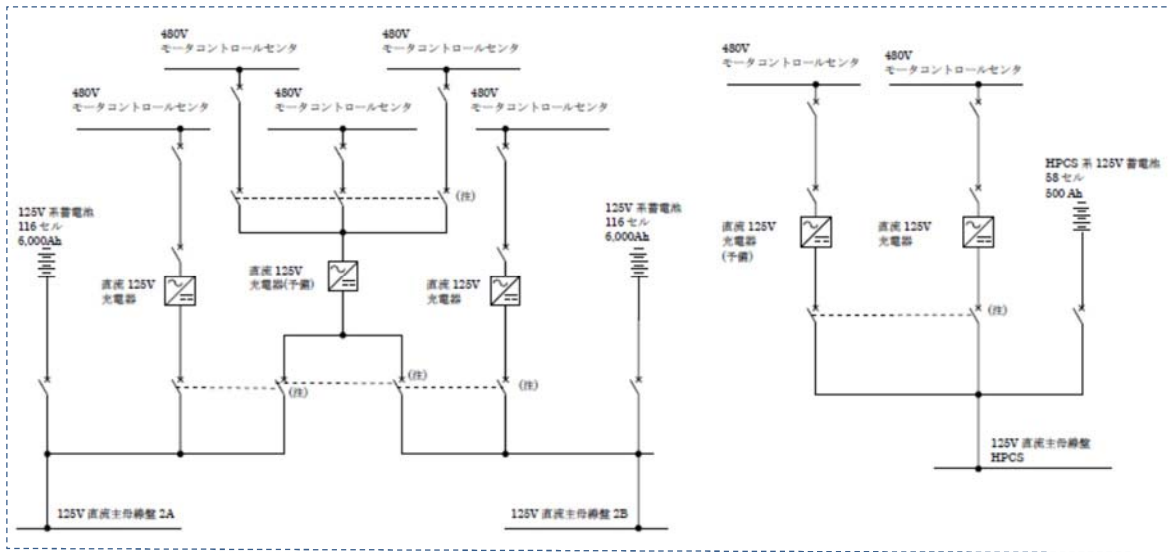 480V
モータコントロールセンタ
480V
モータコントロールセンタ
480V
モータコントロールセンタ
480V
モータコントロールセンタ
480V
モータコントロールセンタ
(注)
125V 系蓄電池
116 セル
6,000Ah
125V 系蓄電池
116 セル
6,000Ah
直流 125V
充電器
直流 125V
充電器(予備)
直流 125V
充電器
(注)
(注)
(注)
125V 直流主母線盤 2A
125V 直流主母線盤 2B
480V
モータコントロールセンタ
480V
モータコントロールセンタ
HPCS 系 125V 蓄電池
58 セル
500 Ah
直流 125V
充電器
(予備)
直流 125V
充電器
(注)
125V 直流主母線盤
HPCS